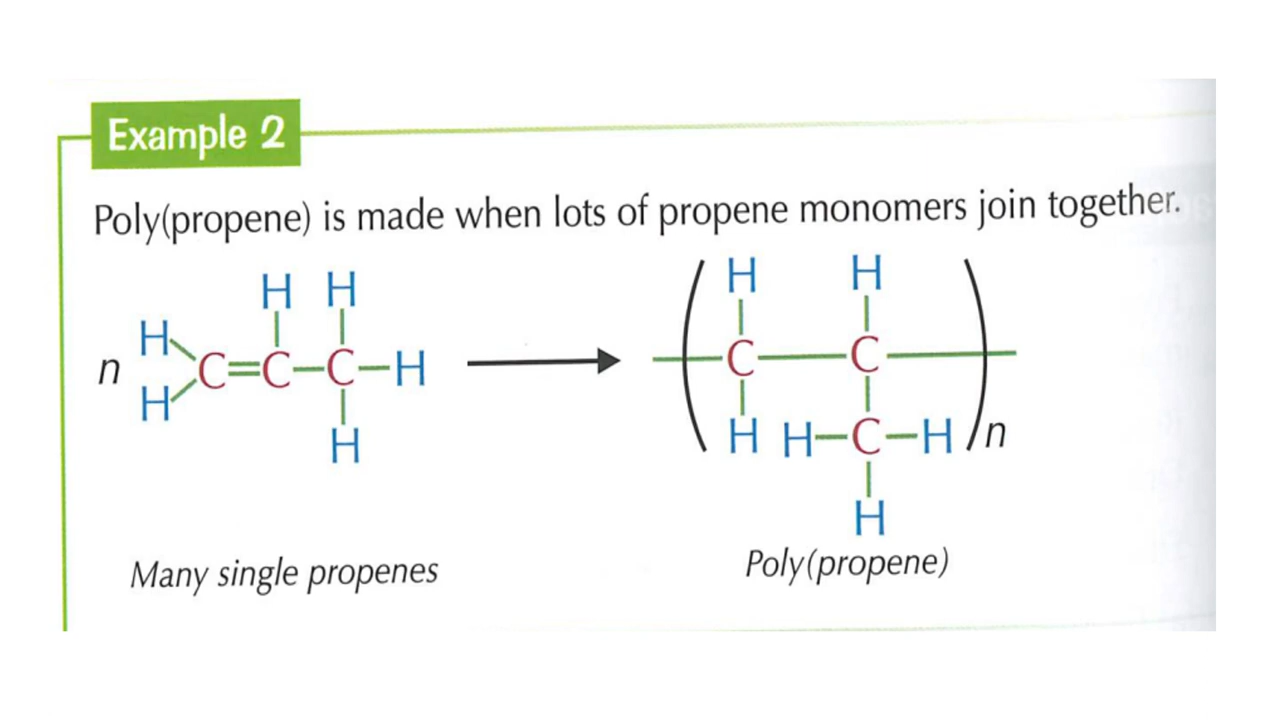 Example 2
Poly(propene) is made when lots of propene monomers join together.
H H
H
n C=C-C-H
H
H
H H
C C
H H-C-H n
H
Many single propenes
Poly(propene)